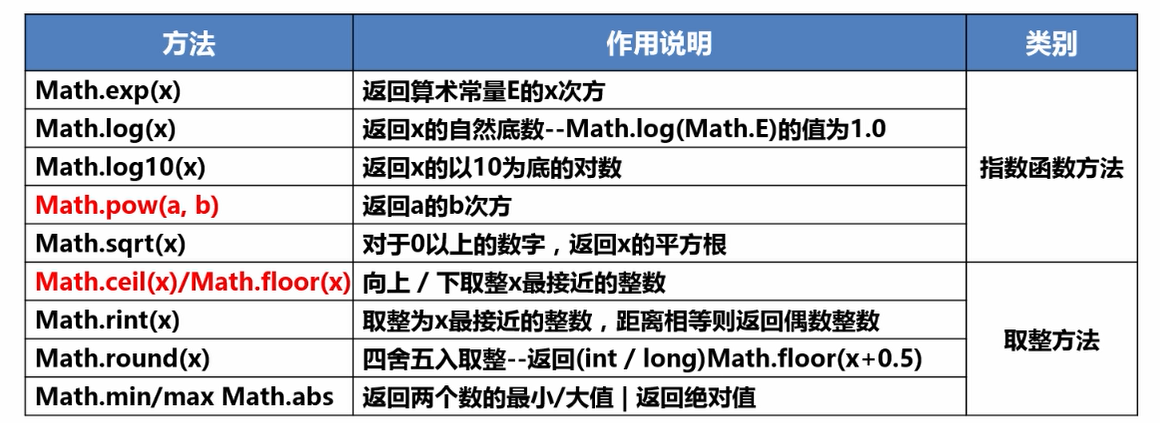 方法 作用说明 类别
Math.exp(x) 返回算术常量E的x次方
Math.log(x) 返回x的自然底数--Math.log(Math.E)的值为1.0
Math.log10(x) 返回x的以10为底的对数 指数函数方法
Math.pow(a, b) 返回a的b次方
Math.sqrt(x) 对于0以上的数字，返回x的平方根
Math.ceil(x)/Math.floor(x) 向上 / 下取整x最接近的整数
Math.rint(x) 取整为x最接近的整数，距离相等则返回偶数整数 取整方法
Math.round(x) 四舍五入取整--返回(int / long)Math.floor(x+0.5)
Math.min/max Math.abs 返回两个数的最小/大值 | 返回绝对值